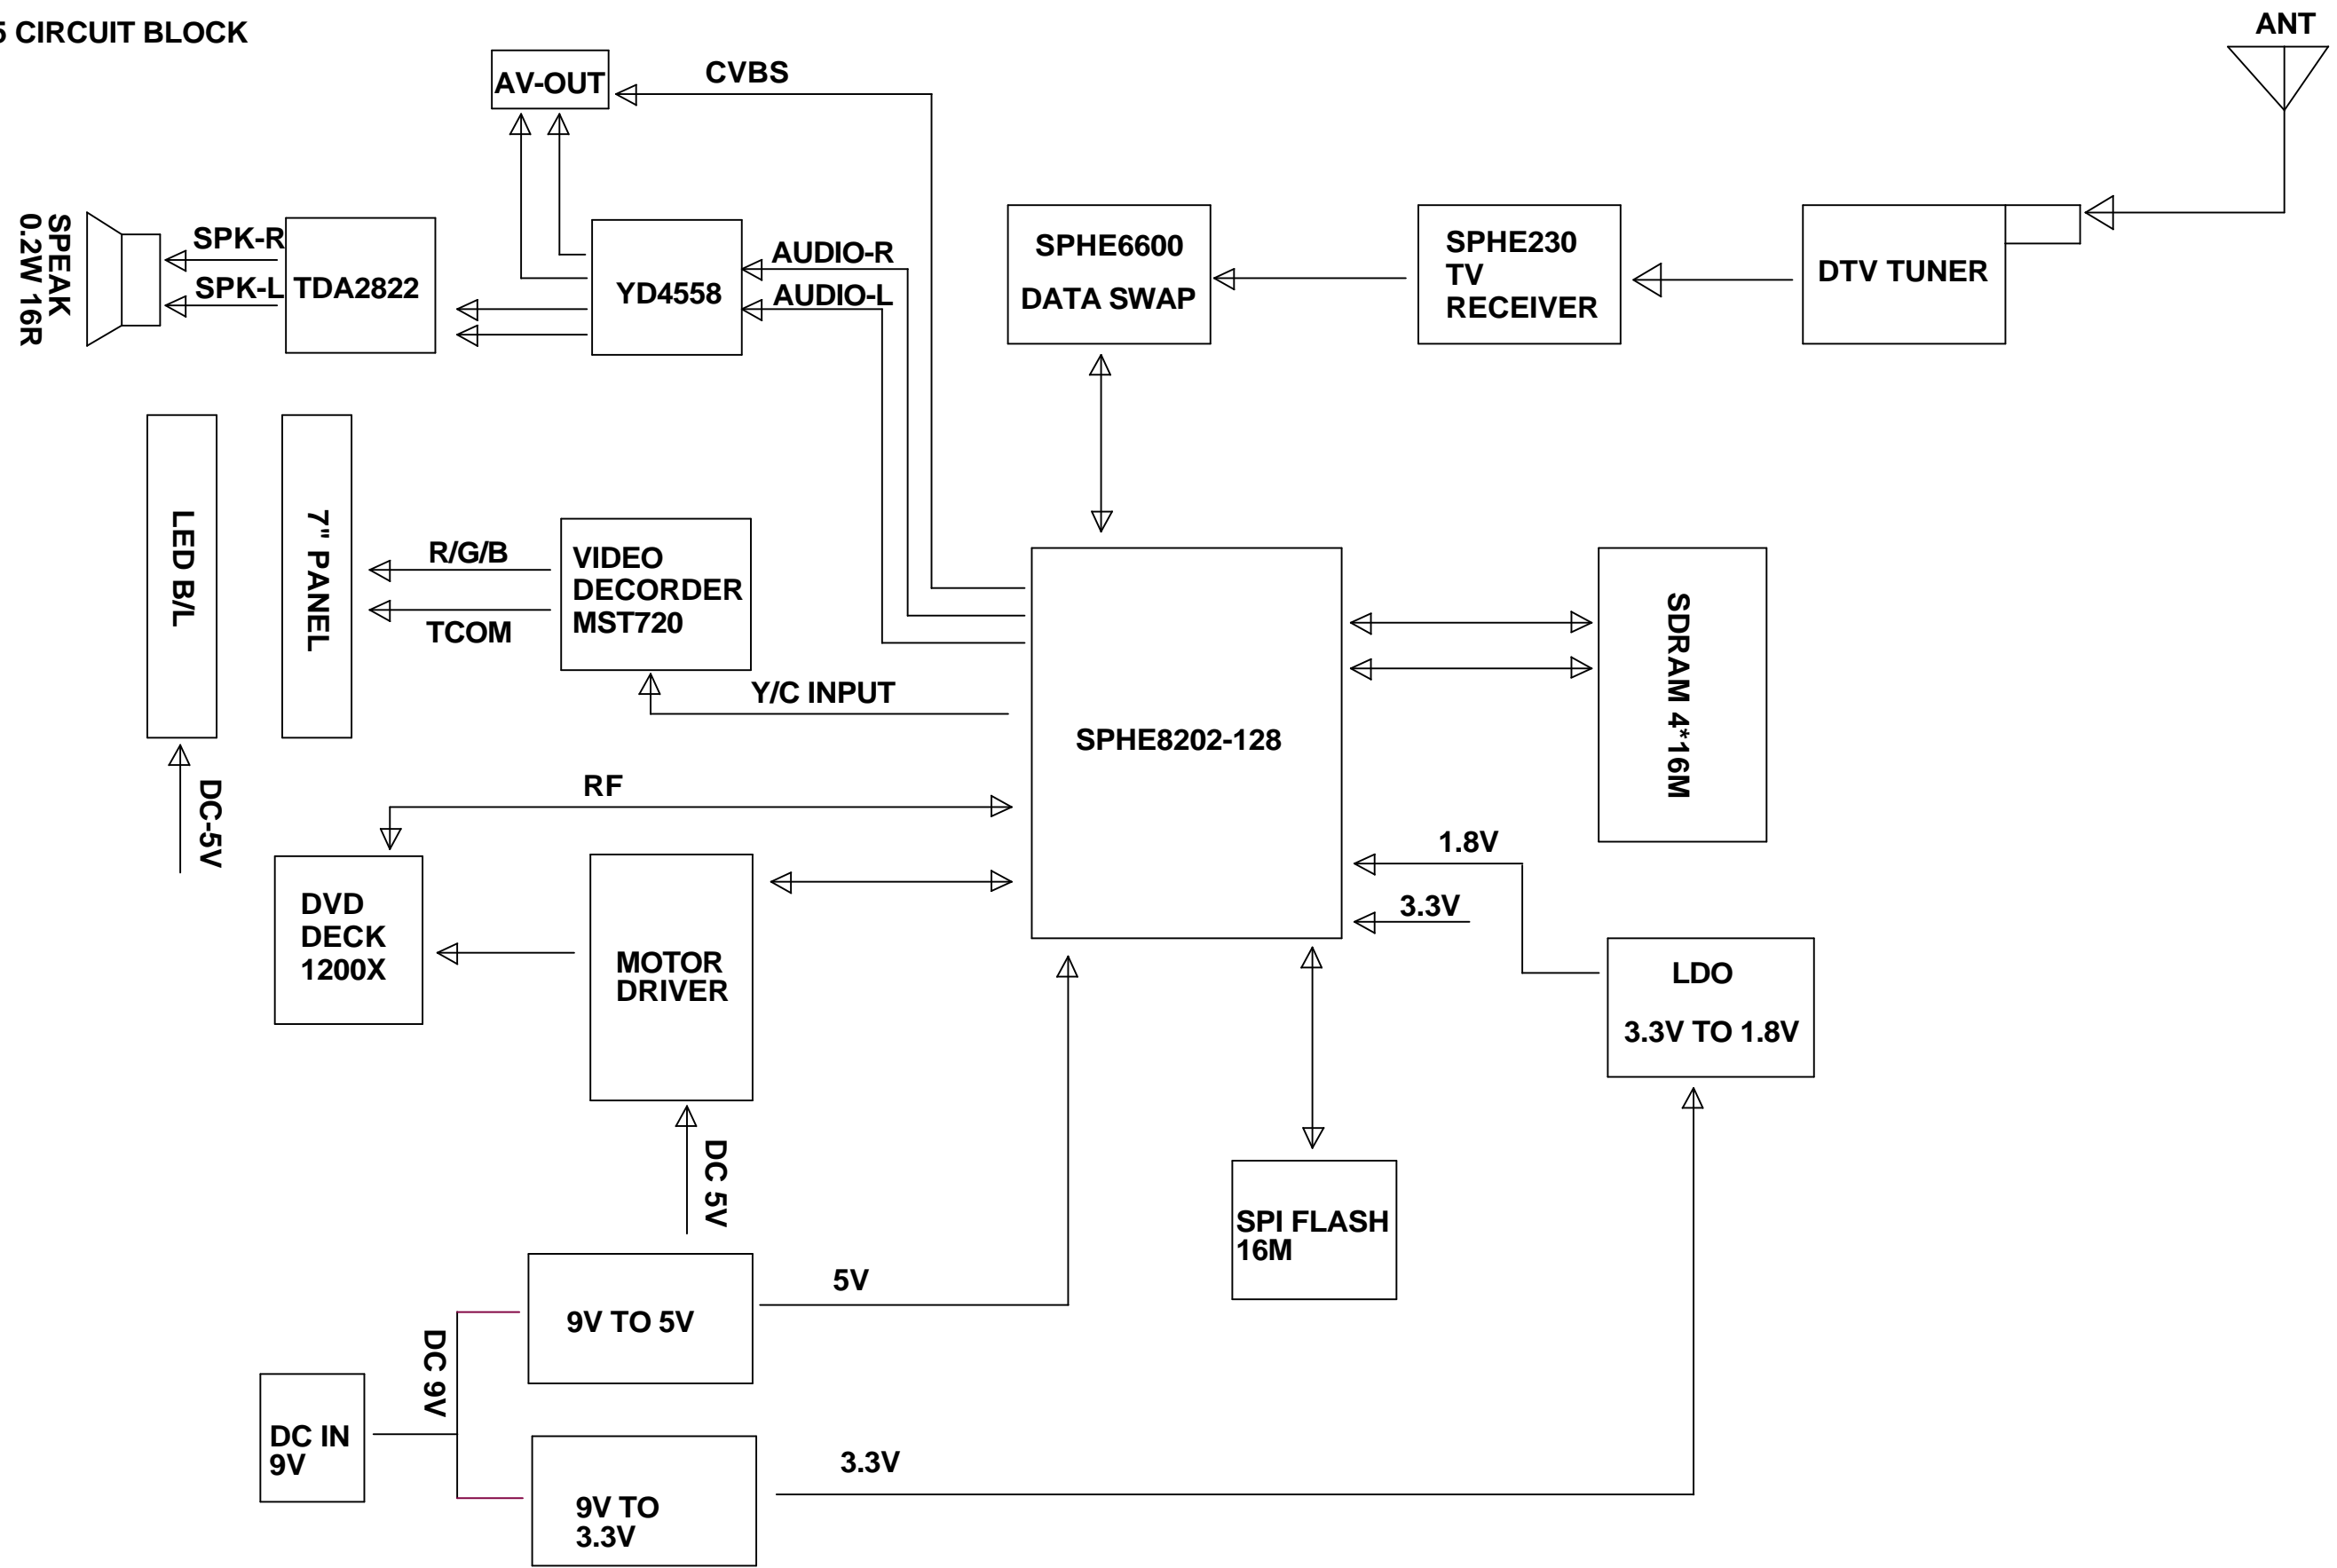 5 CIRCUIT BLOCK
ANT
AV-OUT
CVBS
SPEAK
0.2W 16R
SPK-R
SPK-L
TDA2822
YD4558
AUDIO-R
AUDIO-L
SPHE6600
DATA SWAP
SPHE230
TV
RECEIVER
DTV TUNER
LED B/L
7" PANEL
R/G/B
TCOM
VIDEO
DECORDER
MST720
Y/C INPUT
SPHE8202-128
SDRAM 4*16M
DC-5V
RF
DVD
DECK
1200X
MOTOR
DRIVER
1.8V
3.3V
LDO
3.3V TO 1.8V
DC 5V
SPI FLASH
16M
9V TO 5V
5V
DC 9V
DC IN
9V
9V TO
3.3V
3.3V